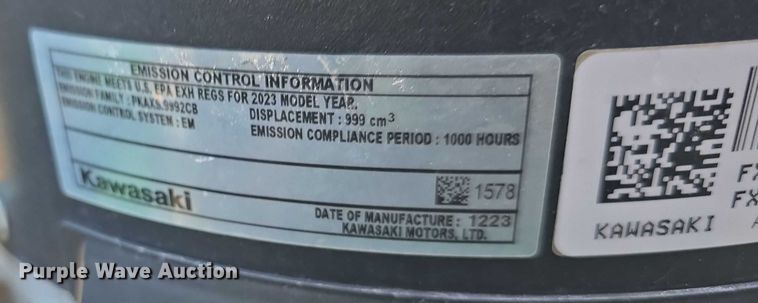 EMISSION CONTROL INFORMATION
THIS ENGINE MEETS U.S. EPA EXH REGS FOR 2023 MODEL YEAR.
EMISSION FAMILY : PKAXS.9992CB
DISPLACEMENT : 999 cm³
EMISSION CONTROL SYSTEM : EM
EMISSION COMPLIANCE PERIOD : 1000 HOURS
Kawasaki
1578
DATE OF MANUFACTURE : 1223
KAWASAKI MOTORS, LTD.
FX
FX
KAWASAKI
Purple Wave Auction